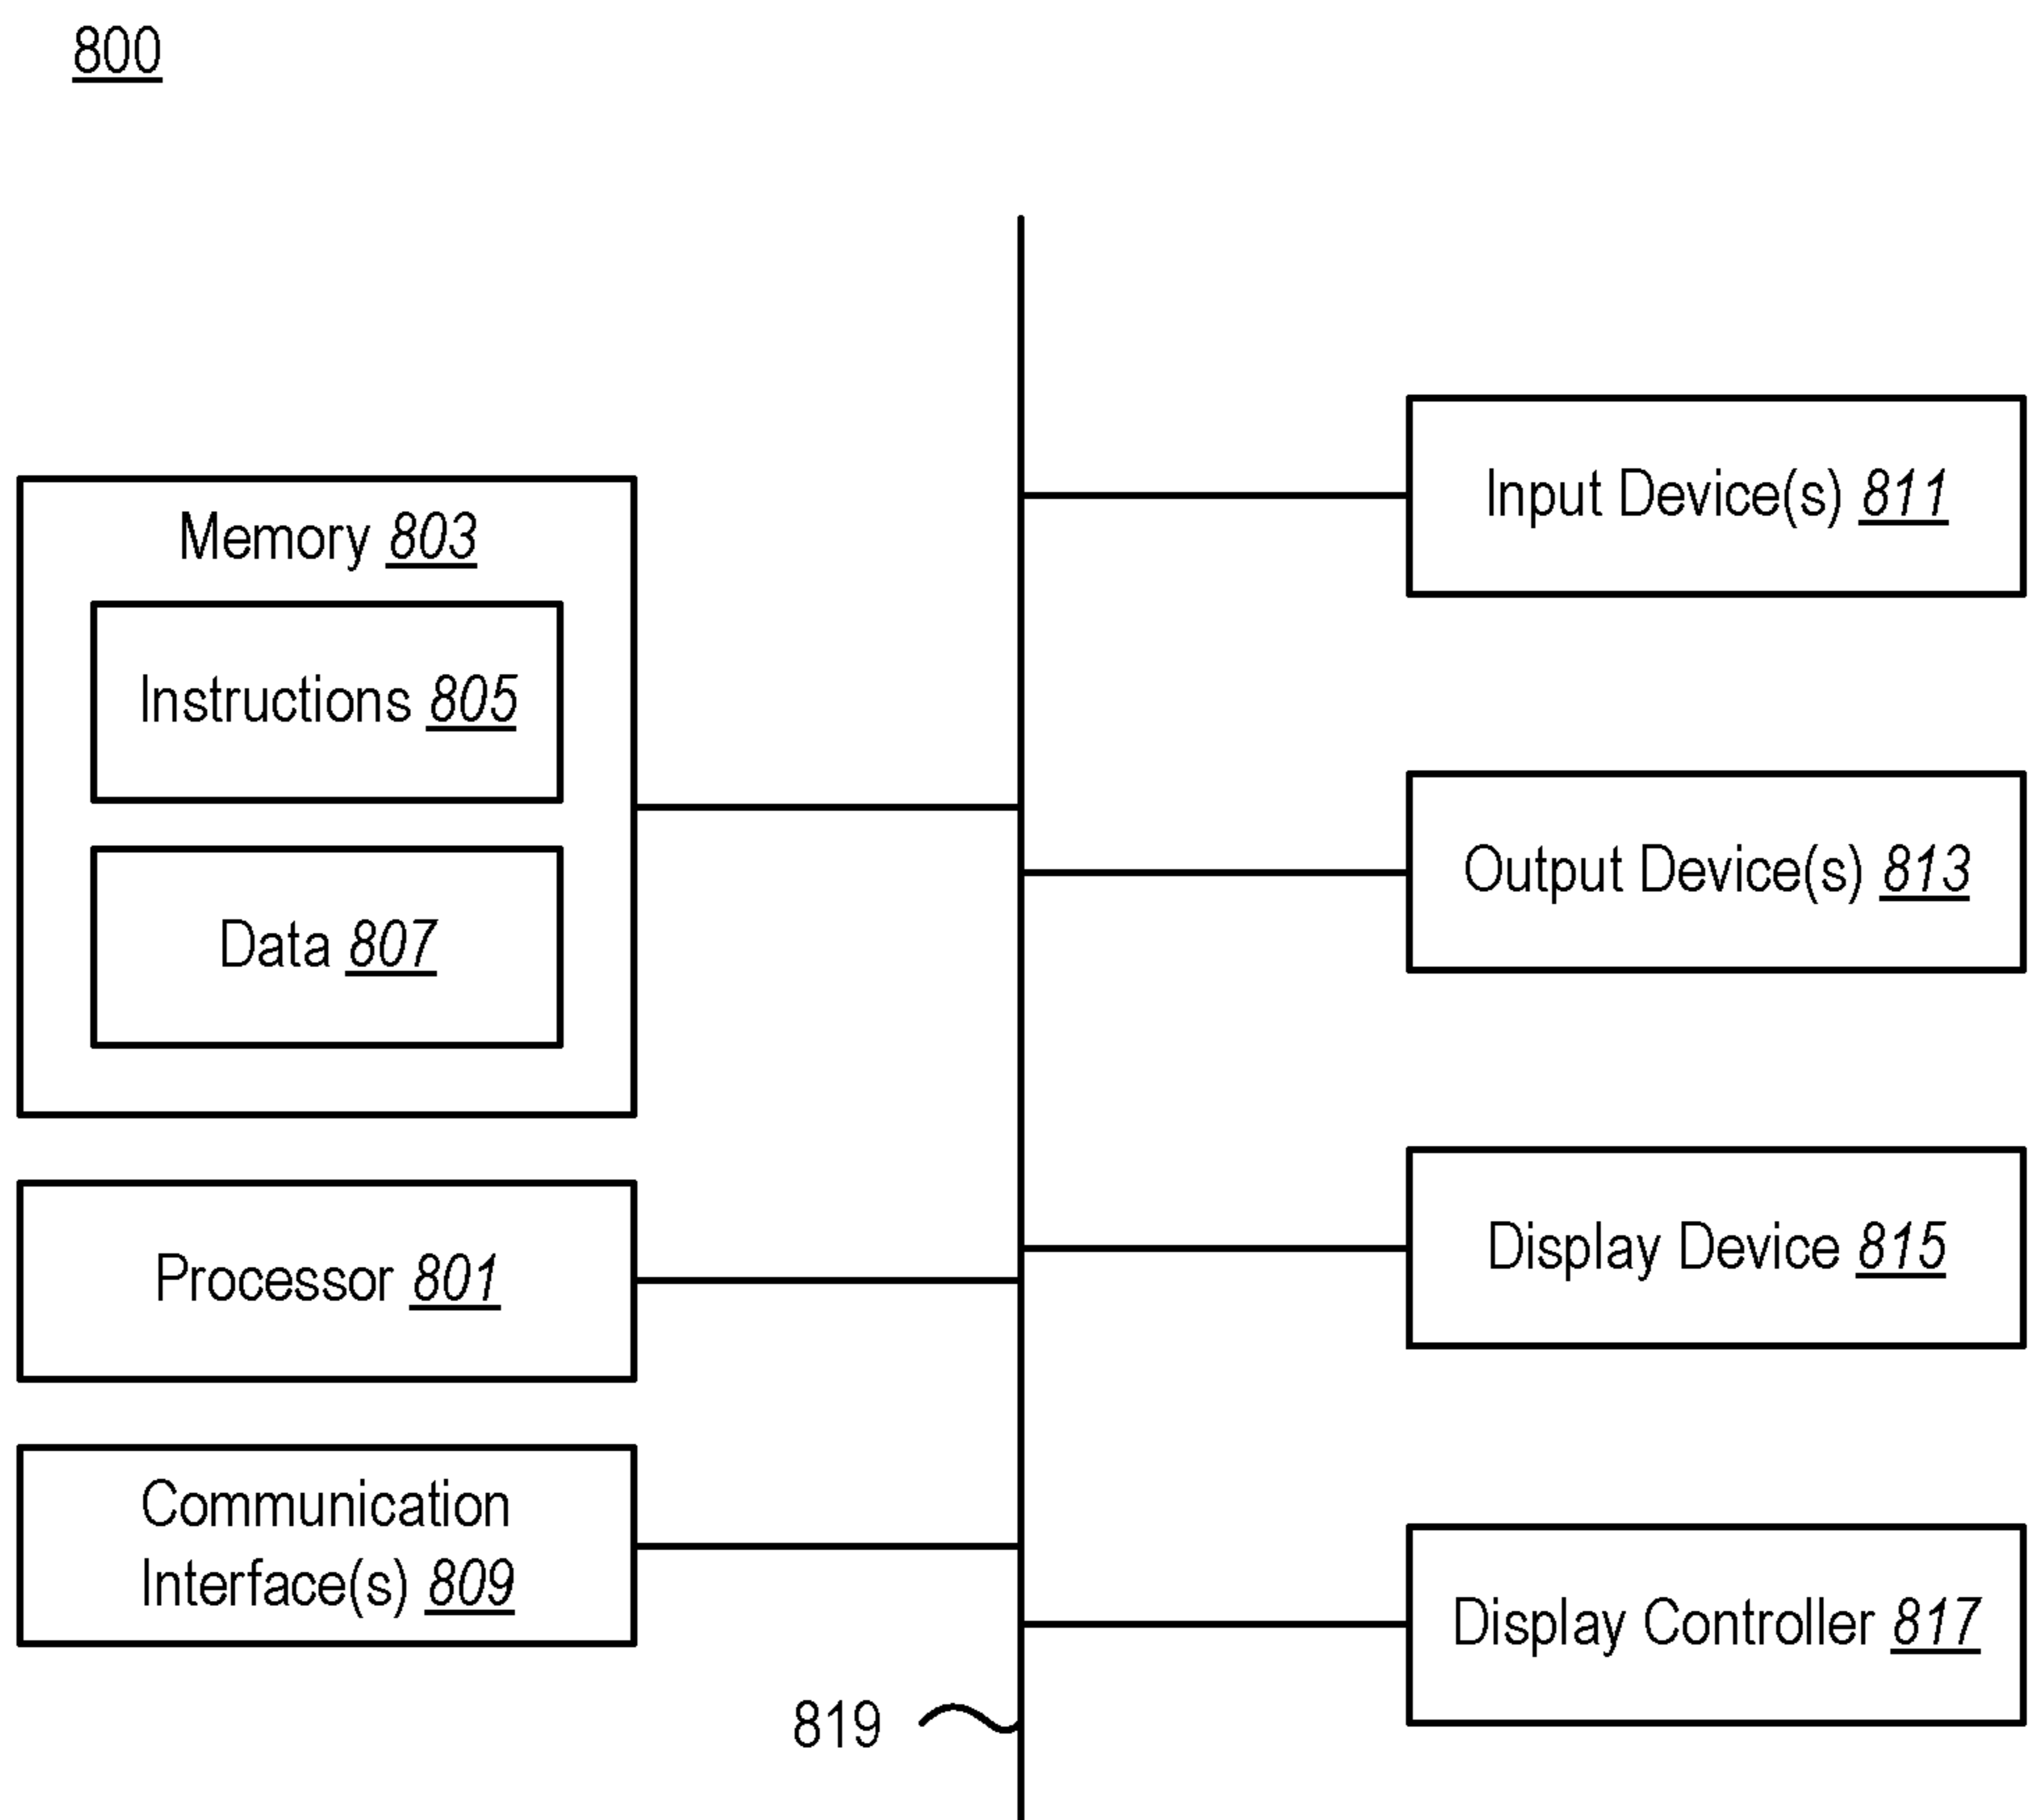 800
Memory 803
Instructions 805
Data 807
Processor 801
Communication
Interface(s) 809
Input Device(s) 811
Output Device(s) 813
Display Device 815
Display Controller 817
819